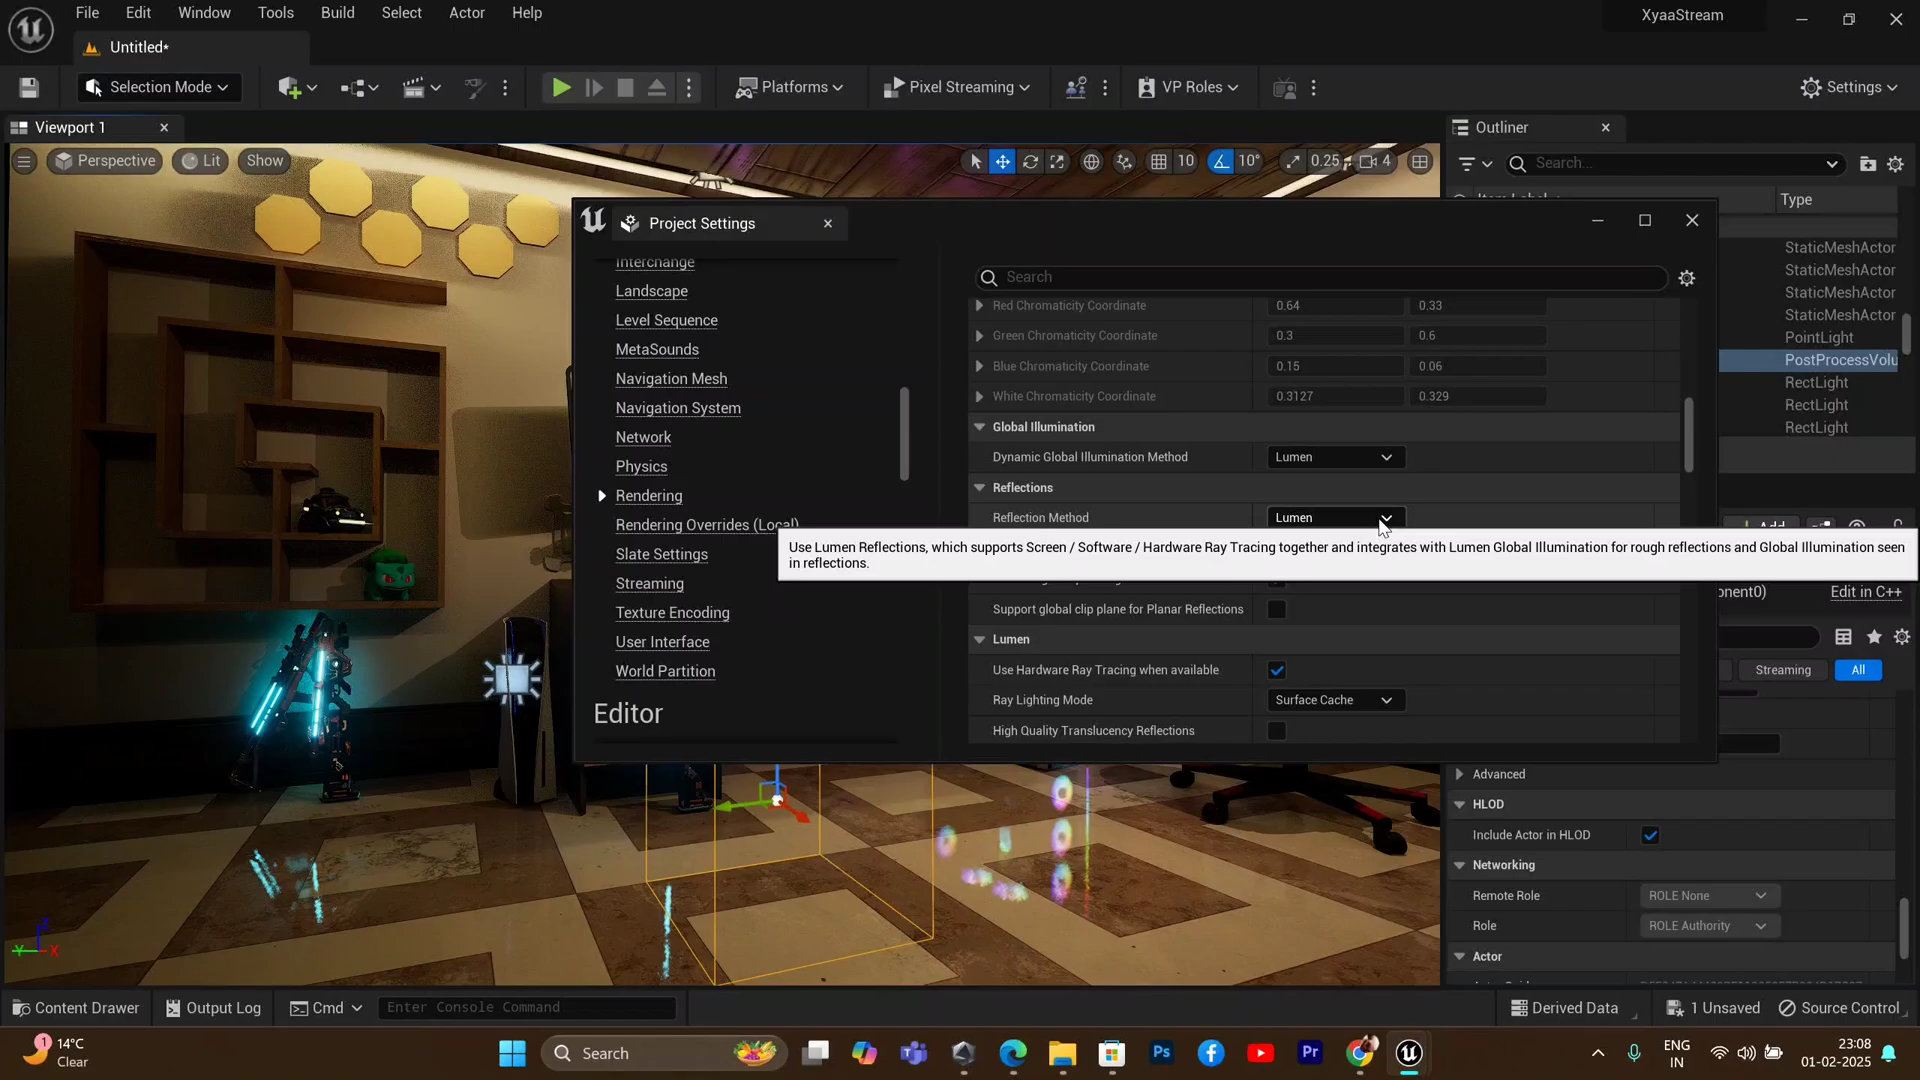 File Edit Window Tools Build Select Actor Help
XyaaStream
Untitled*
Selection Mode
Platforms
Pixel Streaming
VP Roles
Settings
Viewport 1
Outliner
Perspective
Lit
Show
10
10°
0.25
4
Search...
Type
Project Settings
StaticMeshActor
StaticMeshActor
StaticMeshActor
StaticMeshActor
PointLight
PostProcessVolu
RectLight
RectLight
RectLight
Interchange
Landscape
Level Sequence
MetaSounds
Navigation Mesh
Navigation System
Network
Physics
Rendering
Rendering Overrides (Local)
Slate Settings
Streaming
Texture Encoding
User Interface
World Partition
Editor
Search
Red Chromaticity Coordinate 0.64 0.33
Green Chromaticity Coordinate 0.3 0.6
Blue Chromaticity Coordinate 0.15 0.06
White Chromaticity Coordinate 0.3127 0.329
Global Illumination
Dynamic Global Illumination Method Lumen
Reflections
Reflection Method Lumen
Use Lumen Reflections, which supports Screen / Software / Hardware Ray Tracing together and integrates with Lumen Global Illumination for rough reflections and Global Illumination seen
in reflections.
Support global clip plane for Planar Reflections
Lumen
Use Hardware Ray Tracing when available
Ray Lighting Mode Surface Cache
High Quality Translucency Reflections
Add
onent0)
Edit in C++
Streaming
All
Advanced
HLOD
Include Actor in HLOD
Networking
Remote Role ROLE None
Role ROLE Authority
Actor
Z
Y
X
Content Drawer
Output Log
Cmd
Enter Console Command
Derived Data
1 Unsaved
Source Control
1
14°C
Clear
Search
Ps
Pr
ENG
IN
23:08
01-02-2025